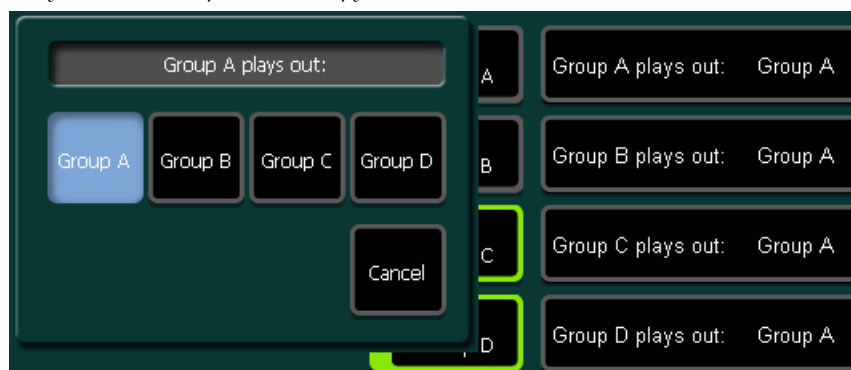 Group A plays out:
Group A Group B Group C Group D
Cancel
A
B
C
D
Group A plays out: Group A
Group B plays out: Group A
Group C plays out: Group A
Group D plays out: Group A